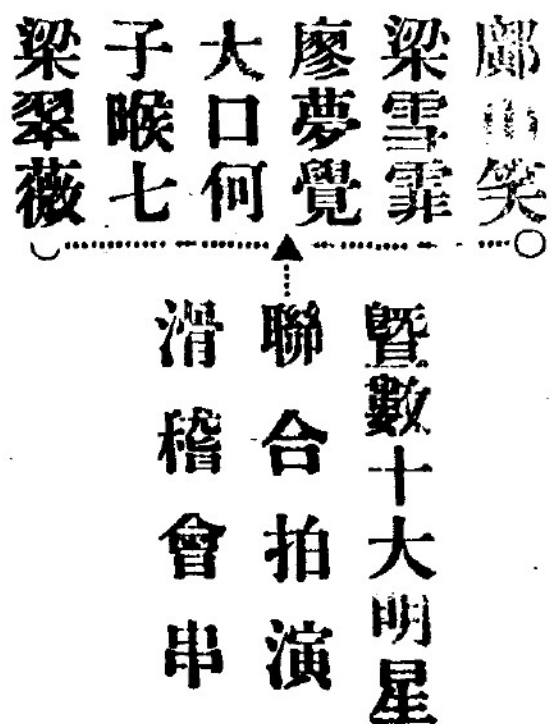 鄺山笑
梁雪霏
廖夢覺
大口何
子喉七
梁翠薇
暨數十大明星
聯合拍演
滑稽會串